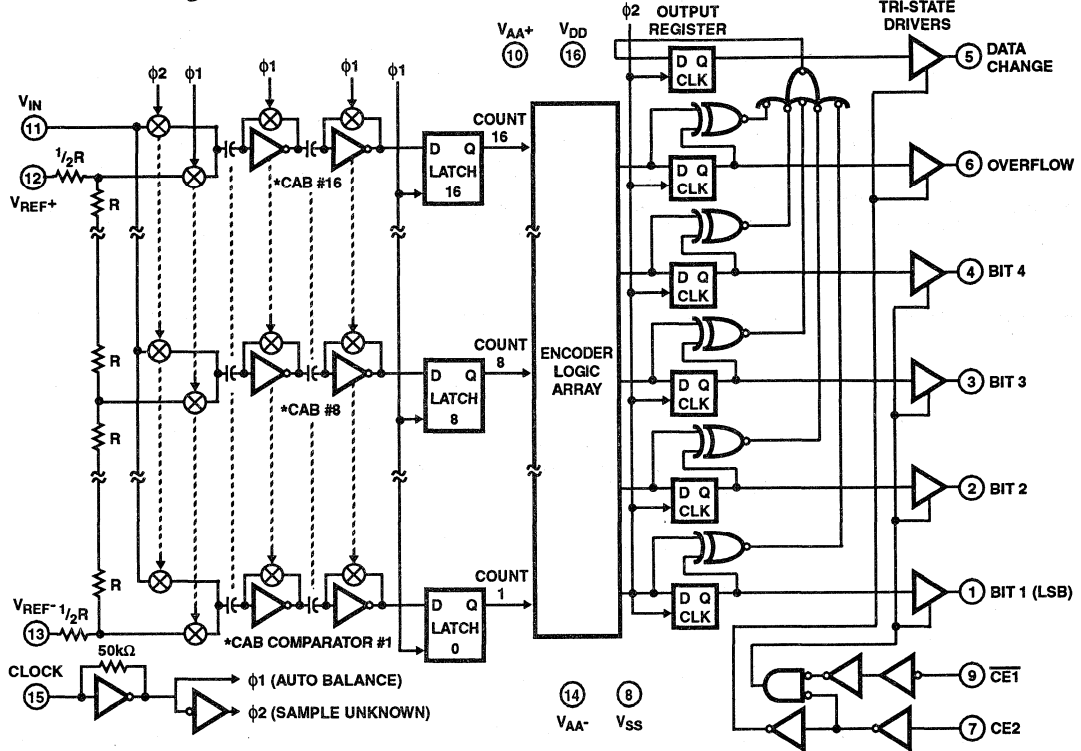 ϕ2
OUTPUT
REGISTER
TRI-STATE
DRIVERS
VAA+
10
VDD
16
D Q
CLK
5
DATA
CHANGE
ϕ2
ϕ1
ϕ1
ϕ1
ϕ1
VIN
11
COUNT
16
D Q
LATCH
16
D Q
CLK
6
OVERFLOW
12
1/2R
VREF+
R
*CAB #16
D Q
CLK
4
BIT 4
R
COUNT
8
D Q
LATCH
8
ENCODER
LOGIC
ARRAY
D Q
CLK
3
BIT 3
*CAB #8
R
D Q
CLK
2
BIT 2
R
COUNT
1
D Q
LATCH
0
D Q
CLK
1
BIT 1 (LSB)
VREF-
1/2R
13
*CAB COMPARATOR #1
50kΩ
CLOCK
15
ϕ1 (AUTO BALANCE)
ϕ2 (SAMPLE UNKNOWN)
14
VAA-
8
VSS
9
CE1
7
CE2